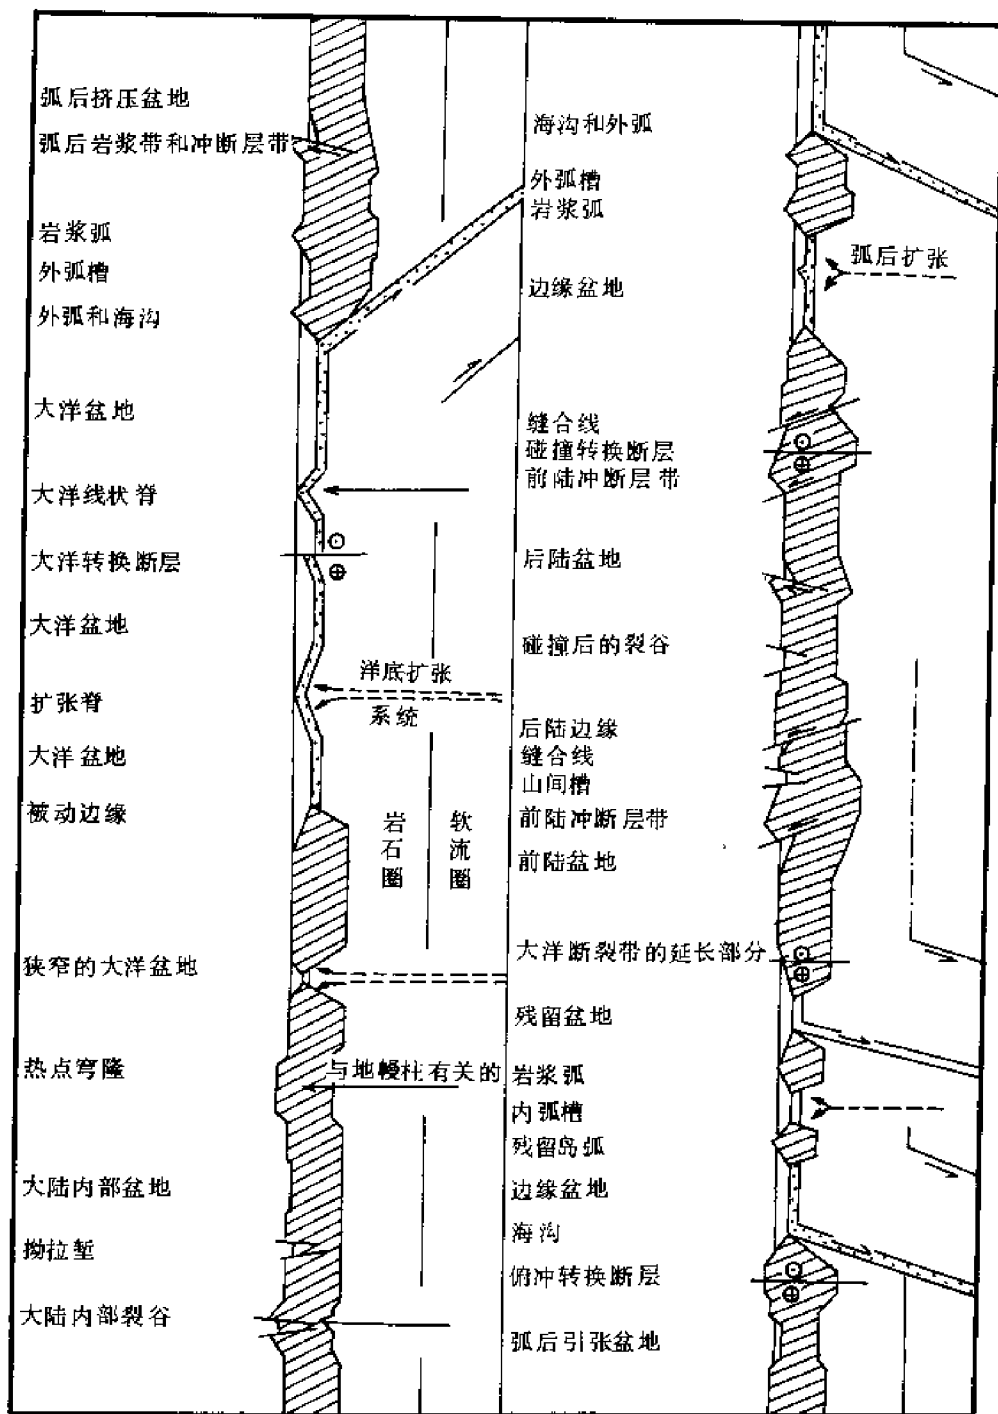 弧后挤压盆地
弧后岩浆带和冲断层带
岩浆弧
外弧槽
外弧和海沟
大洋盆地
大洋线状脊
大洋转换断层
大洋盆地
洋底扩张
系统
扩张脊
大洋盆地
被动边缘
岩石圈
软流圈
狭窄的大洋盆地
热点穹隆
与地幔柱有关的
大陆内部盆地
拗拉堑
大陆内部裂谷
海沟和外弧
外弧槽
岩浆弧
弧后扩张
边缘盆地
缝合线
碰撞转换断层
前陆冲断层带
后陆盆地
碰撞后的裂谷
后陆边缘
缝合线
山间槽
前陆冲断层带
前陆盆地
大洋断裂带的延长部分
残留盆地
岩浆弧
内弧槽
残留岛弧
边缘盆地
海沟
俯冲转换断层
弧后引张盆地